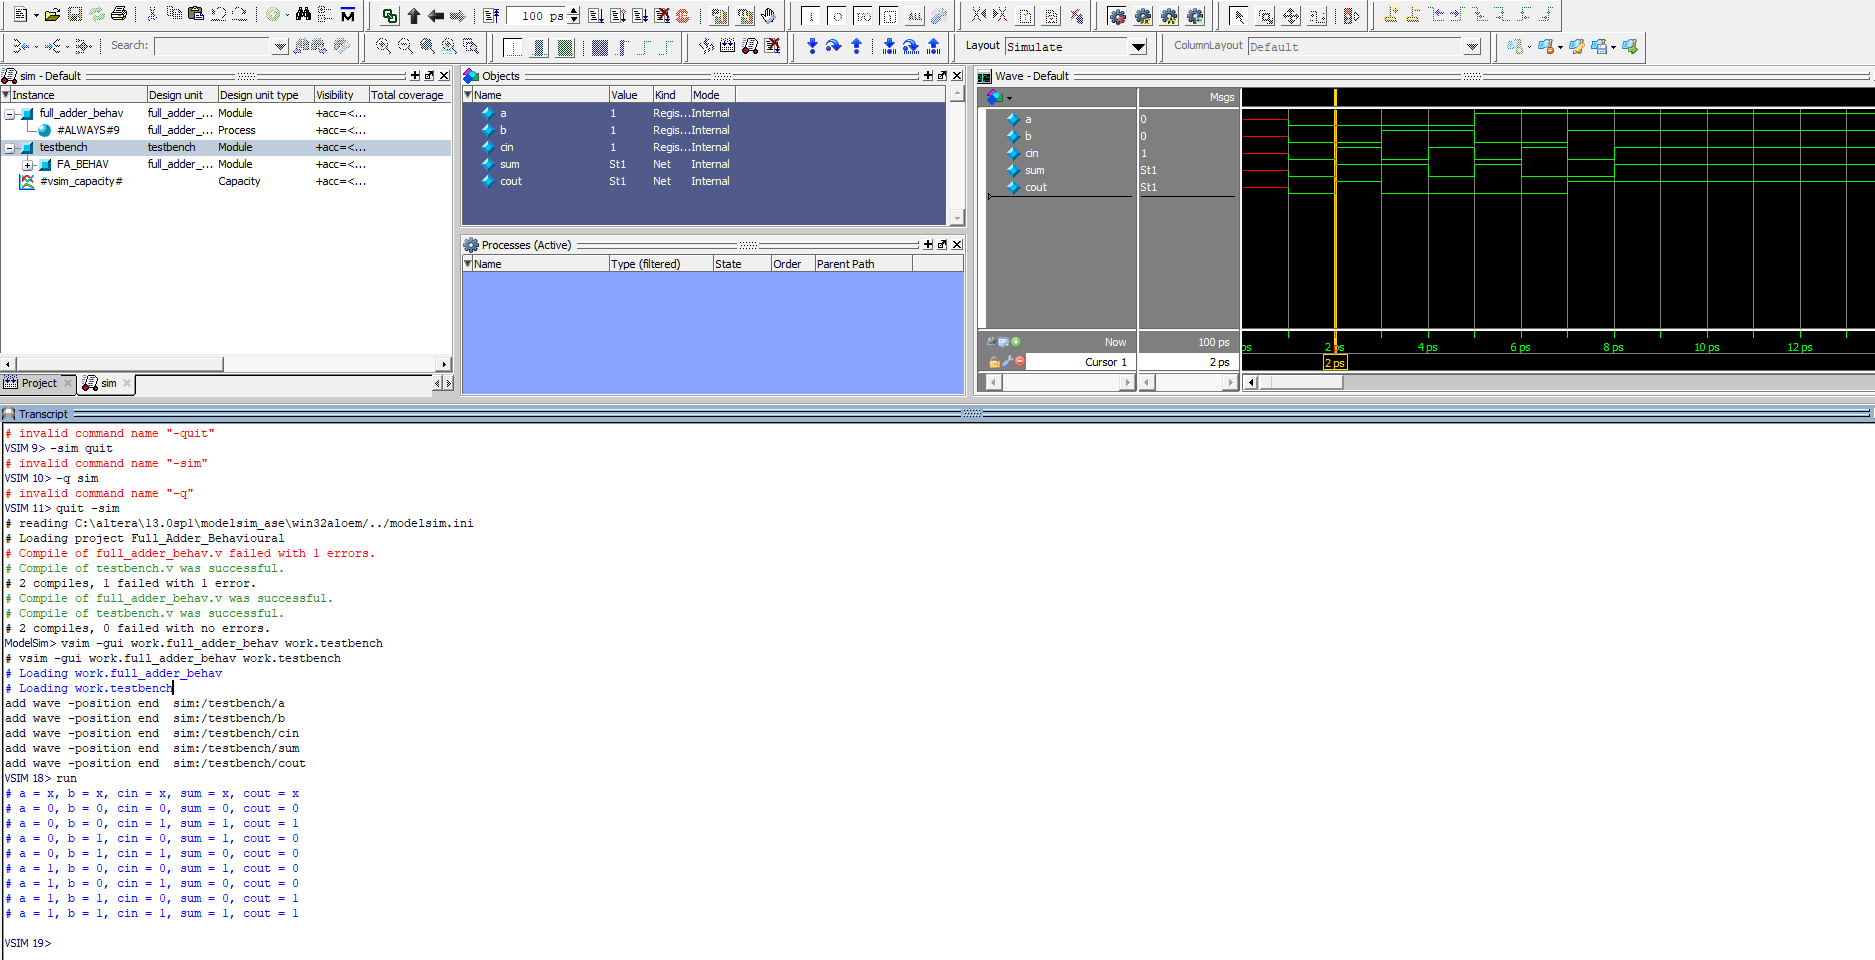 100 ps
ALL
Search:
Layout Simulate
ColumnLayout Default
sim - Default
Instance Design unit Design unit type Visibility Total coverage
full_adder_behav full_adder_... Module +acc=<...
#ALWAYS#9 full_adder_... Process +acc=<...
testbench testbench Module +acc=<...
FA_BEHAV full_adder_... Module +acc=<...
#vsim_capacity# Capacity +acc=<...
Project sim
Objects
Name Value Kind Mode
a 1 Regis... Internal
b 1 Regis... Internal
cin 1 Regis... Internal
sum St1 Net Internal
cout St1 Net Internal
Processes (Active)
Name Type (filtered) State Order Parent Path
Wave - Default
Msgs
a 0
b 0
cin 1
sum St1
cout St1
Now 100 ps
Cursor 1 2 ps
ps 2 ps 4 ps 6 ps 8 ps 10 ps 12 ps
2 ps
Transcript
# invalid command name "-quit"
VSIM 9> -sim quit
# invalid command name "-sim"
VSIM 10> -q sim
# invalid command name "-q"
VSIM 11> quit -sim
# reading C:\altera\13.0sp1\modelsim_ase\win32aloem/../modelsim.ini
# Loading project Full_Adder_Behavioural
# Compile of full_adder_behav.v failed with 1 errors.
# Compile of testbench.v was successful.
# 2 compiles, 1 failed with 1 error.
# Compile of full_adder_behav.v was successful.
# Compile of testbench.v was successful.
# 2 compiles, 0 failed with no errors.
ModelSim> vsim -gui work.full_adder_behav work.testbench
# vsim -gui work.full_adder_behav work.testbench
# Loading work.full_adder_behav
# Loading work.testbench
add wave -position end  sim:/testbench/a
add wave -position end  sim:/testbench/b
add wave -position end  sim:/testbench/cin
add wave -position end  sim:/testbench/sum
add wave -position end  sim:/testbench/cout
VSIM 18> run
# a = x, b = x, cin = x, sum = x, cout = x
# a = 0, b = 0, cin = 0, sum = 0, cout = 0
# a = 0, b = 0, cin = 1, sum = 1, cout = 1
# a = 0, b = 1, cin = 0, sum = 1, cout = 0
# a = 0, b = 1, cin = 1, sum = 0, cout = 0
# a = 1, b = 0, cin = 0, sum = 1, cout = 0
# a = 1, b = 0, cin = 1, sum = 0, cout = 0
# a = 1, b = 1, cin = 0, sum = 0, cout = 1
# a = 1, b = 1, cin = 1, sum = 1, cout = 1
VSIM 19>